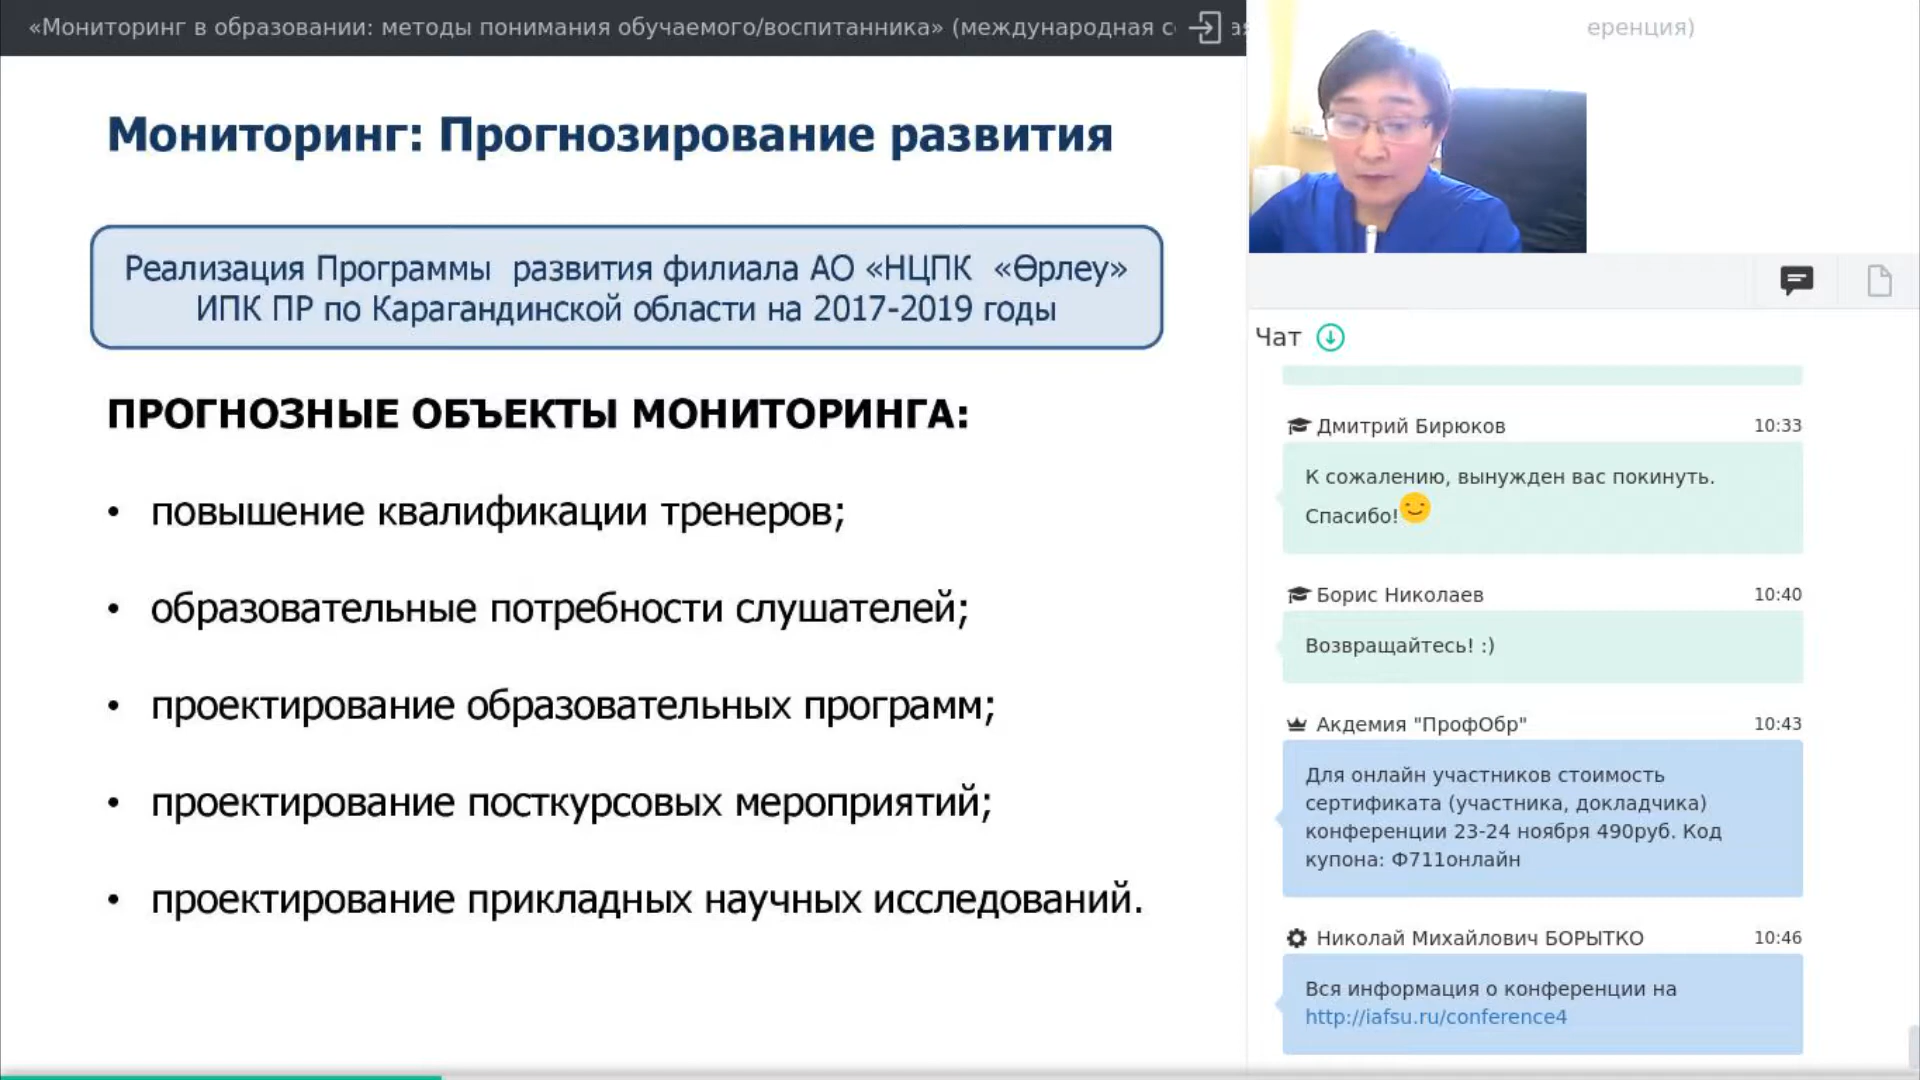 «Мониторинг в образовании: методы понимания обучаемого/воспитанника» (международная
еренция)
Мониторинг: Прогнозирование развития
Реализация Программы развития филиала АО «НЦПК «Өрлеу»
ИПК ПР по Карагандинской области на 2017-2019 годы
ПРОГНОЗНЫЕ ОБЪЕКТЫ МОНИТОРИНГА:
• повышение квалификации тренеров;
• образовательные потребности слушателей;
• проектирование образовательных программ;
• проектирование посткурсовых мероприятий;
• проектирование прикладных научных исследований.
Чат
Дмитрий Бирюков 10:33
К сожалению, вынужден вас покинуть.
Спасибо!
Борис Николаев 10:40
Возвращайтесь! :)
Акдемия "ПрофОбр" 10:43
Для онлайн участников стоимость
сертификата (участника, докладчика)
конференции 23-24 ноября 490руб. Код
купона: Ф711онлайн
Николай Михайлович БОРЫТКО 10:46
Вся информация о конференции на
http://iafsu.ru/conference4